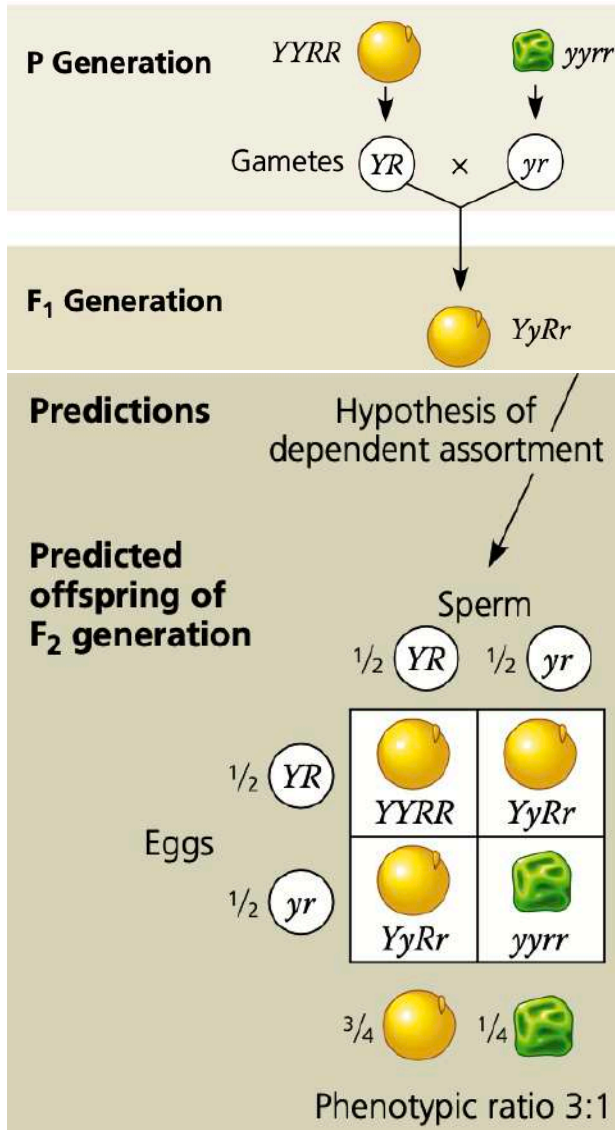 P Generation
YYRR
yyrr
Gametes YR × yr
F₁ Generation
YyRr
Predictions
Hypothesis of
dependent assortment
Predicted
offspring of
F₂ generation
Sperm
1/2 YR 1/2 yr
1/2 YR
YYRR YyRr
Eggs
1/2 yr
YyRr yyrr
3/4 1/4
Phenotypic ratio 3:1